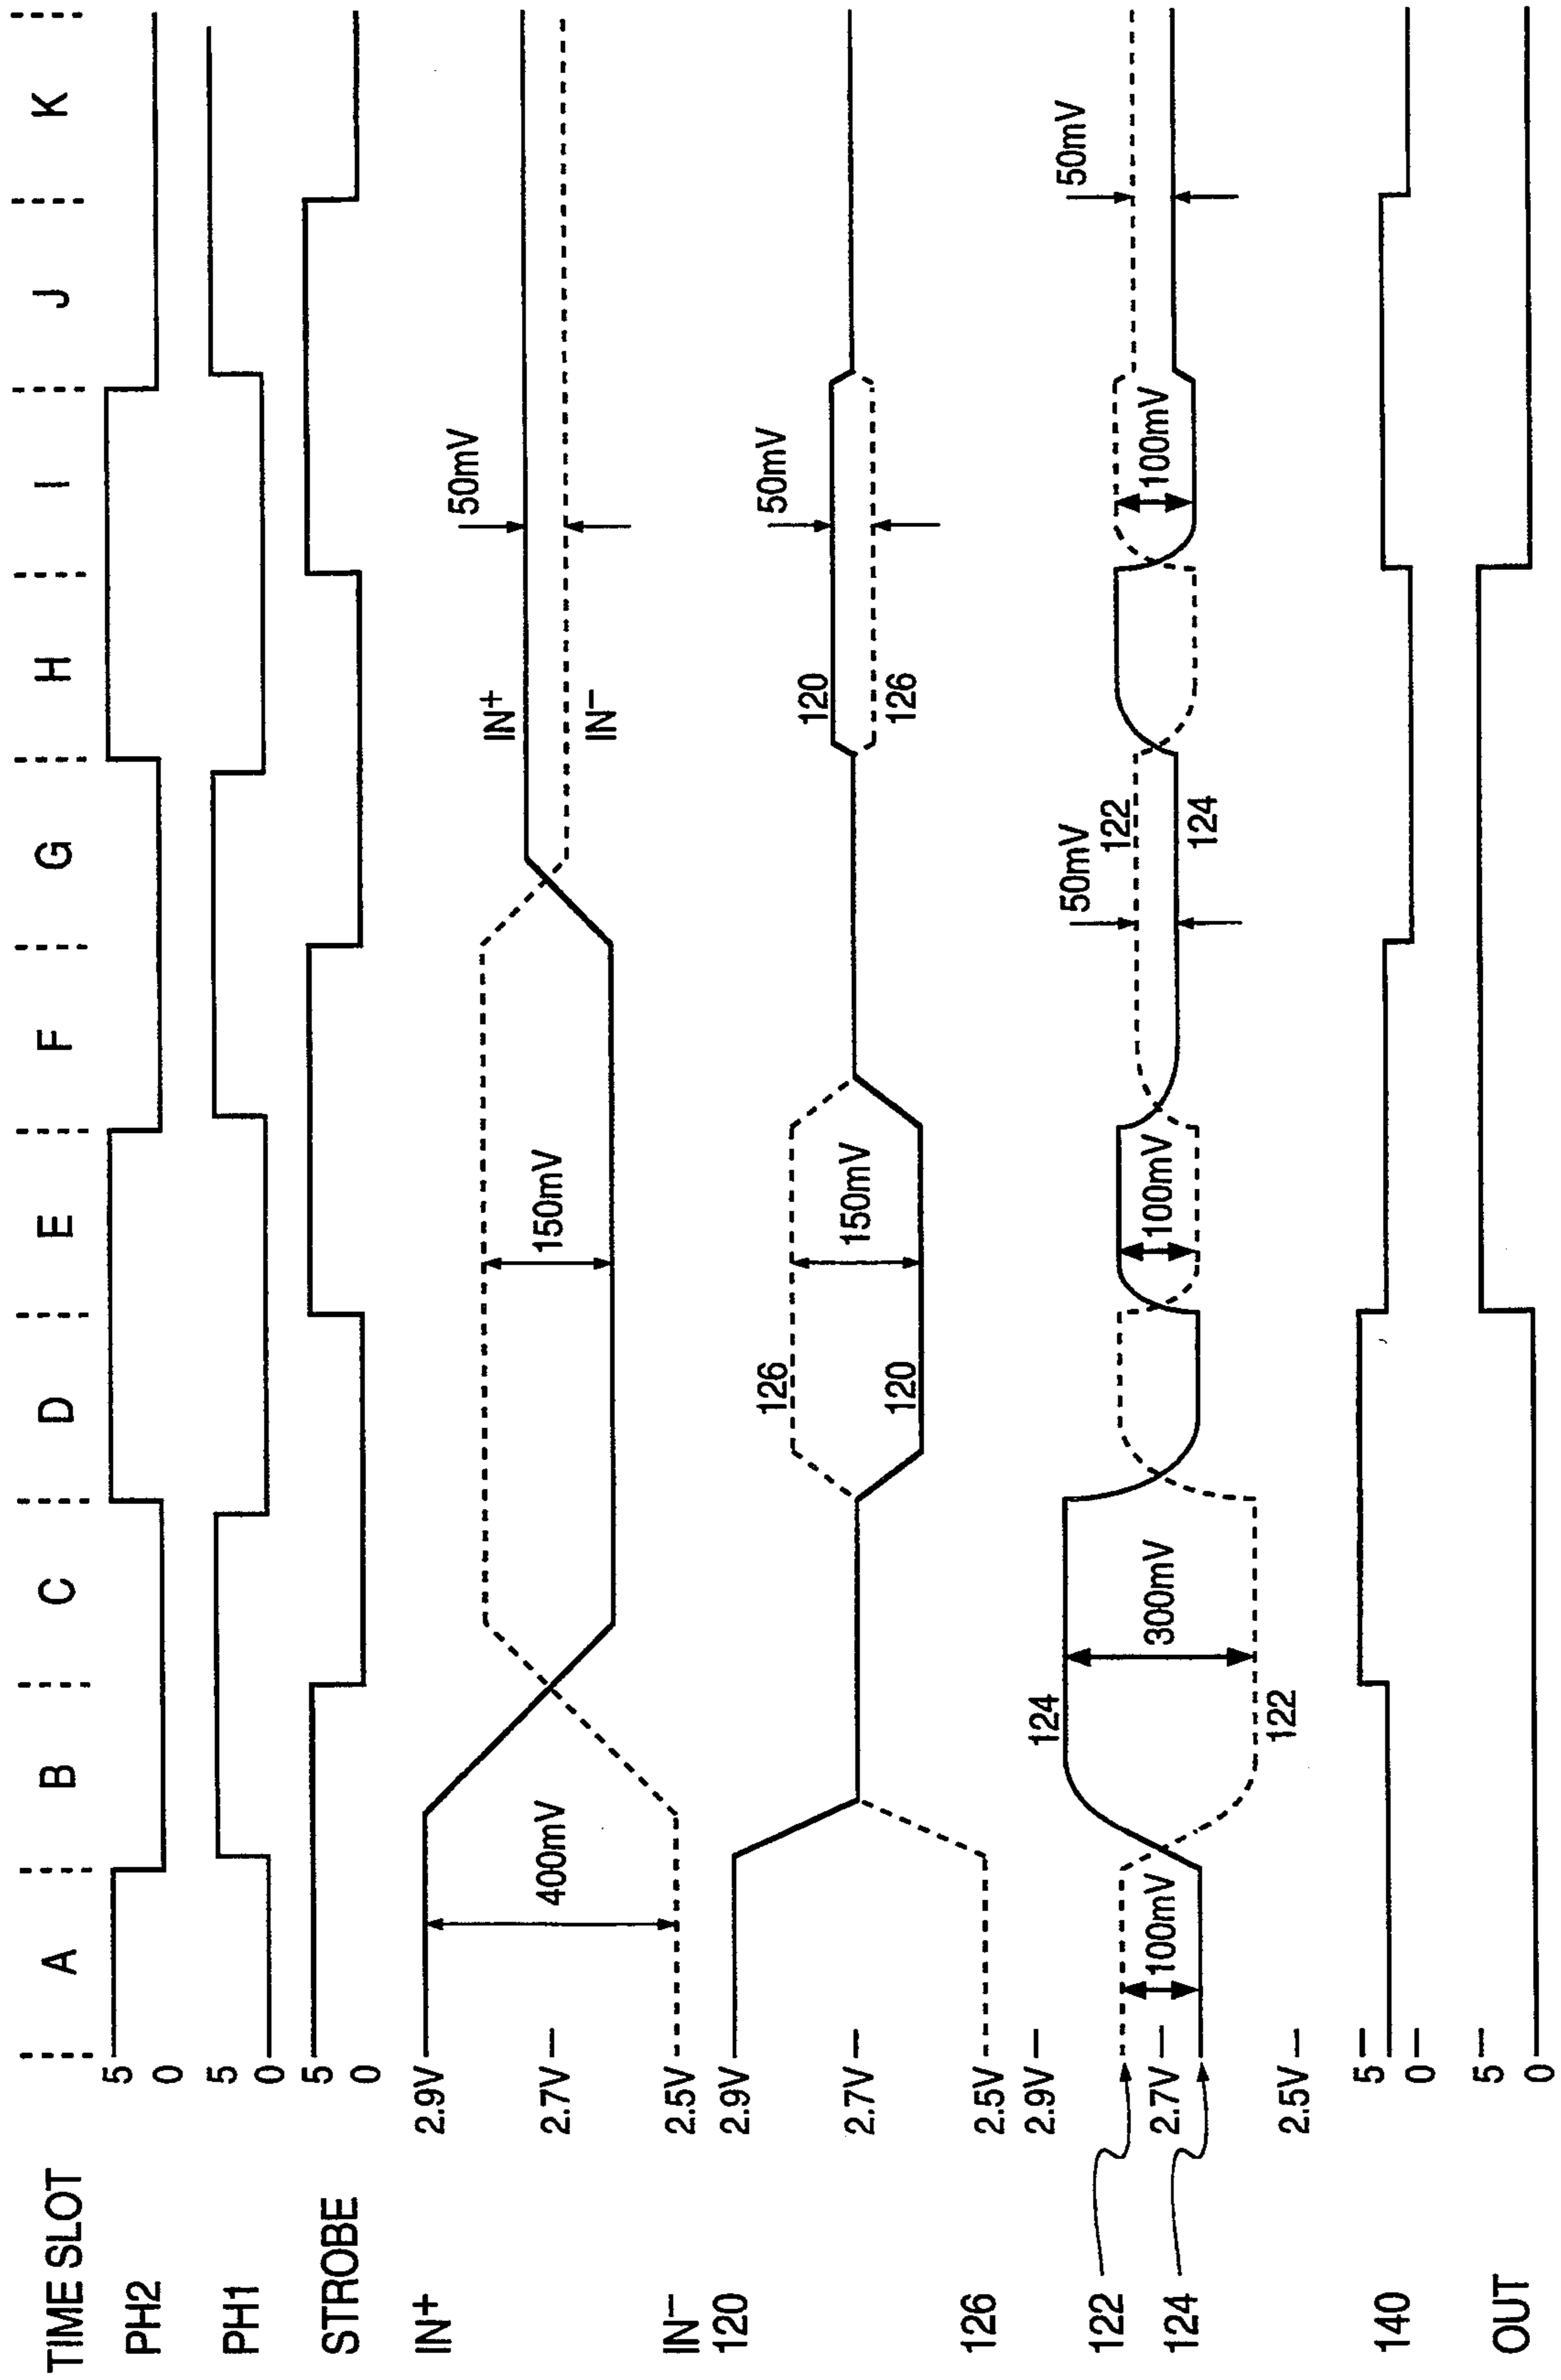 TIME SLOT A B C D E F G H I J K
PH2
5
0
PH1
5
0
STROBE
5
0
IN+
2.9V
2.7V
IN−
2.5V
400mV
150mV
IN+
IN−
50mV
120
2.9V
2.7V
126
2.5V
126
120
150mV
120
126
50mV
2.9V
122
124
2.7V
2.5V
100mV
124
122
300mV
100mV
50mV
122
124
100mV
50mV
140
5
0
OUT
5
0